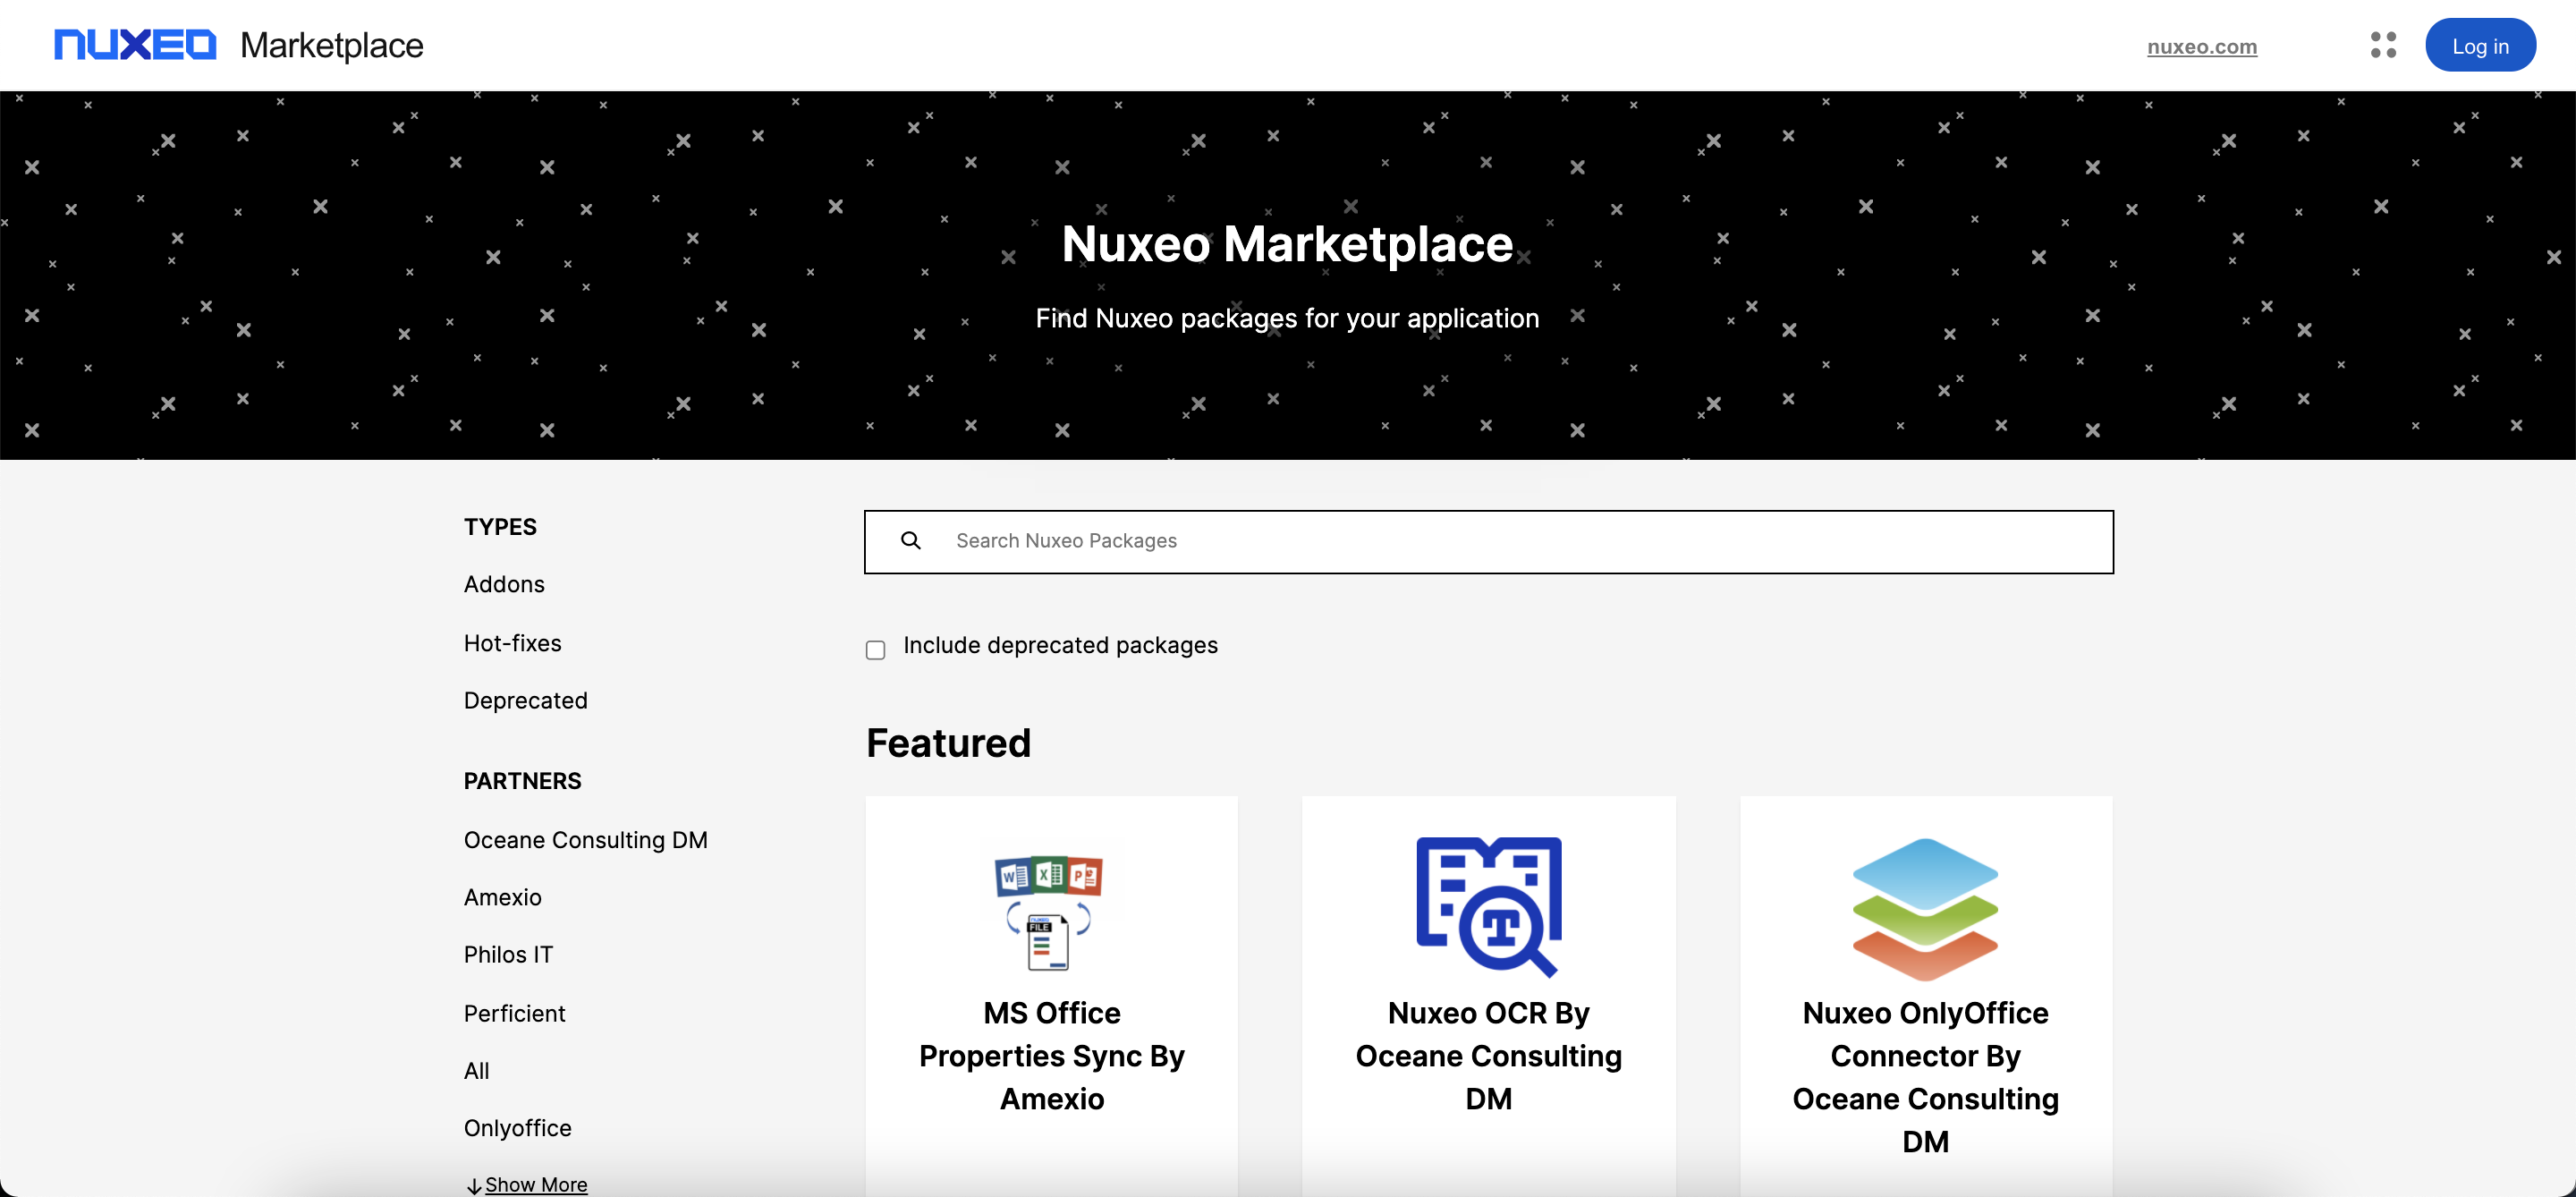 nuxeo Marketplace
nuxeo.com
Log in
Nuxeo Marketplace
Find Nuxeo packages for your application
TYPES
Addons
Hot-fixes
Deprecated
PARTNERS
Oceane Consulting DM
Amexio
Philos IT
Perficient
All
Onlyoffice
Show More
Search Nuxeo Packages
Include deprecated packages
Featured
W X P
nuxeo
FILE
MS Office
Properties Sync By
Amexio
T
Nuxeo OCR By
Oceane Consulting
DM
Nuxeo OnlyOffice
Connector By
Oceane Consulting
DM